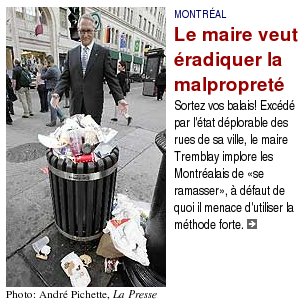 MONTRÉAL
Le maire veut
éradiquer la
malpropreté
Sortez vos balais! Excédé
par l'état déplorable des
rues de sa ville, le maire
Tremblay implore les
Montréalais de «se
ramasser», à défaut de
quoi il menace d'utiliser la
méthode forte.
Photo: André Pichette, La Presse